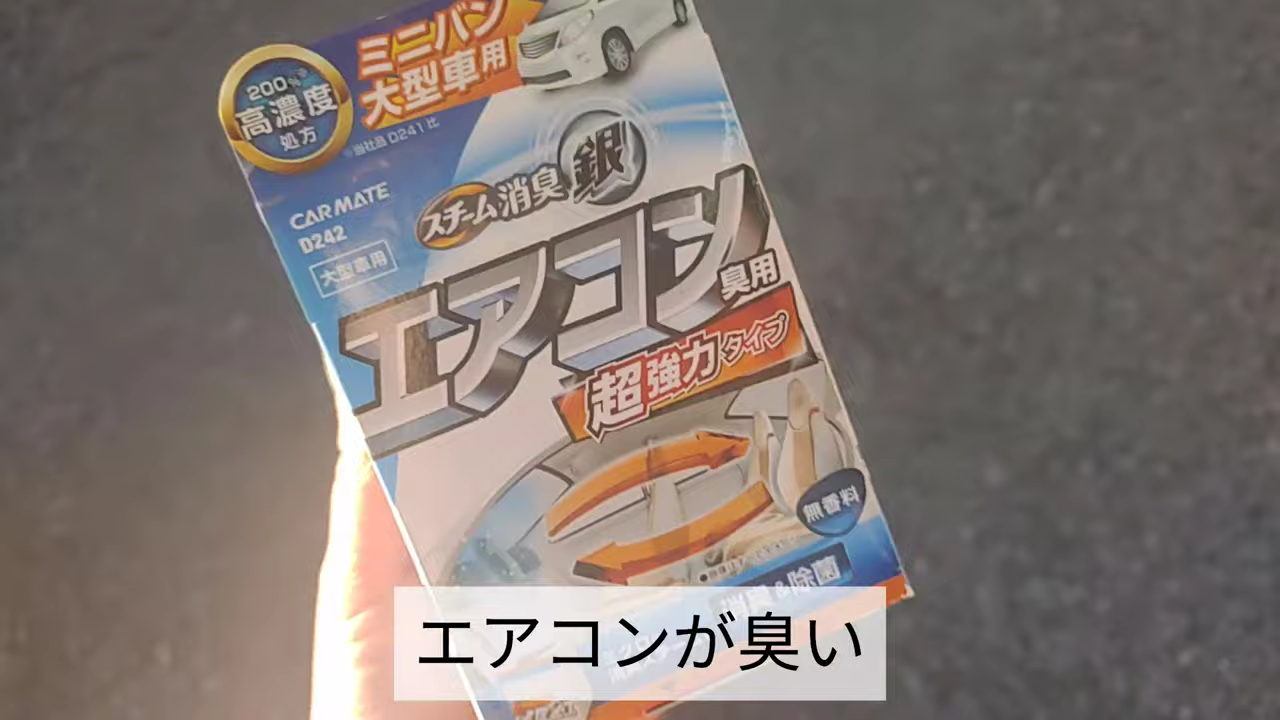 ミニバン
大型車用
200%※
高濃度
処方
※当社品D241比
CARMATE
D242
大型車用
スチーム消臭 銀
エアコン
臭用
超強力タイプ
無香料
&除菌
エアコンが臭い